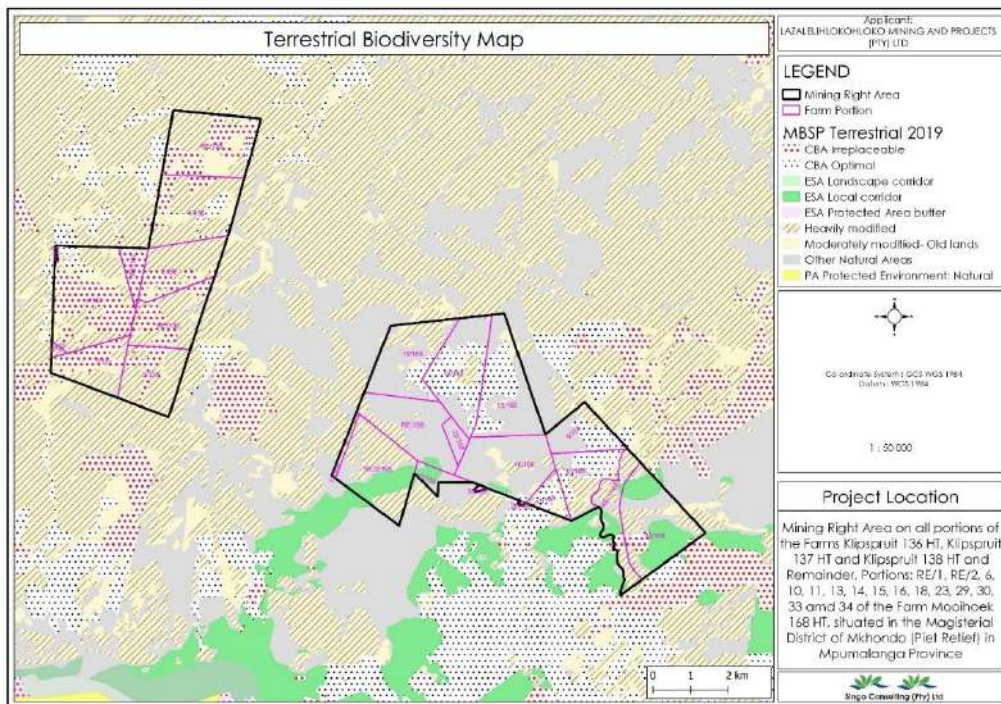 Terrestrial Biodiversity Map
Applicant:
LAZALELIHLOKOHLOKO MINING AND PROJECTS
(PTY) LTD
LEGEND
Mining Right Area
Farm Portion
MBSP Terrestrial 2019
CBA Irreplaceable
CBA Optimal
ESA Landscape corridor
ESA Local corridor
ESA Protected Area buffer
Heavily modified
Moderately modified- Old lands
Other Natural Areas
PA Protected Environment: Natural
Co-ordinate System: GCS WGS 1984
Datum: WGS 1984
1 : 50 000
Project Location
Mining Right Area on all portions of
the Farms Klipspruit 136 HT, Klipspruit
137 HT and Klipspruit 138 HT and
Remainder, Portions: RE/1, RE/2, 6,
10, 11, 13, 14, 15, 16, 18, 23, 29, 30,
33 amd 34 of the Farm Mooihoek
168 HT, situated in the Magisterial
District of Mkhondo (Piet Relief) in
Mpumalanga Province
0 1 2 km
Singo Consulting (Pty) Ltd